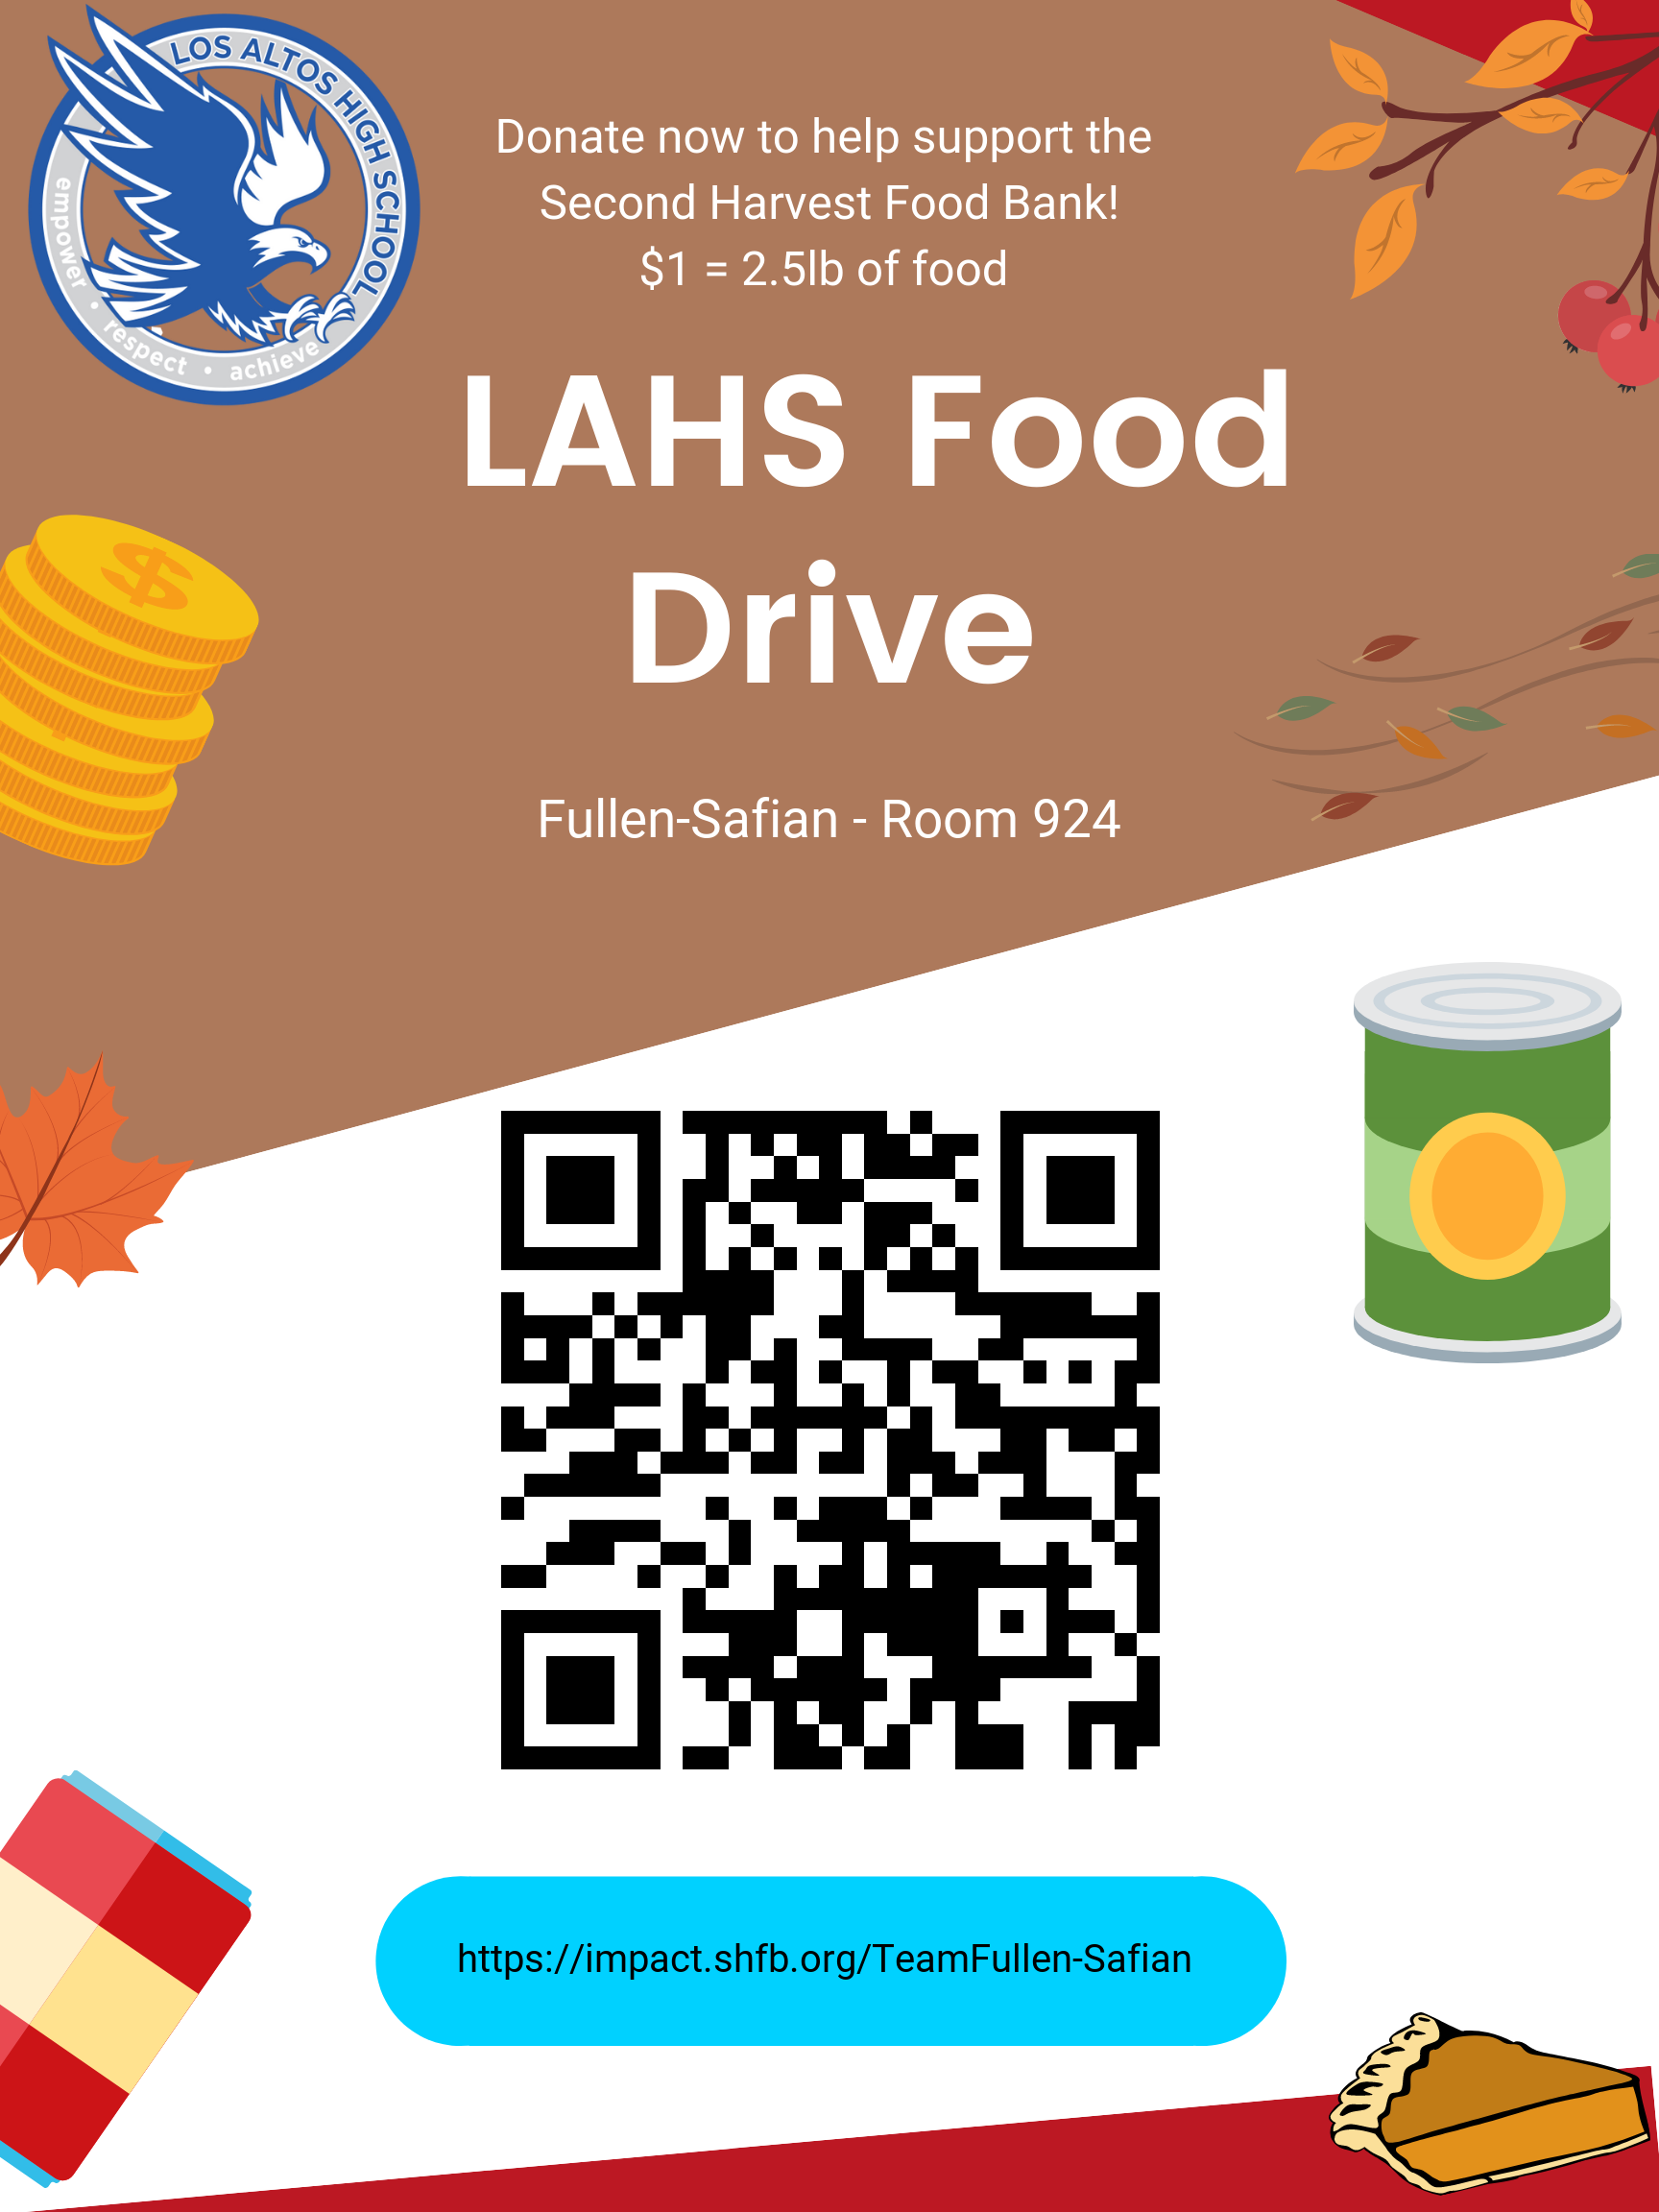 LOS ALTOS HIGH SCHOOL
empower • respect • achieve
Donate now to help support the
Second Harvest Food Bank!
$1 = 2.5lb of food
LAHS Food
Drive
Fullen-Safian - Room 924
$
https://impact.shfb.org/TeamFullen-Safian